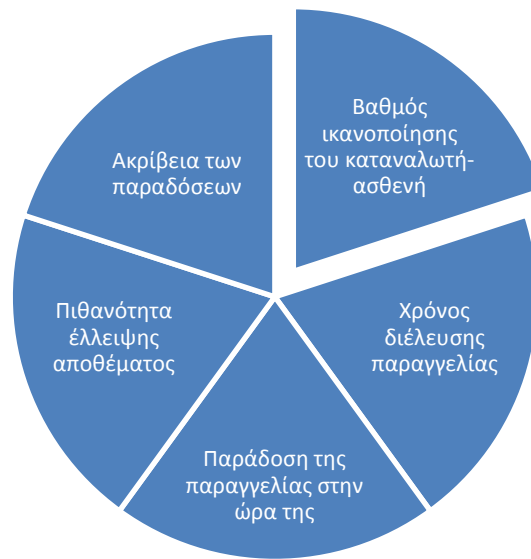 Βαθμός
ικανοποίησης
του καταναλωτή-
ασθενή
Χρόνος
διέλευσης
παραγγελίας
Παράδοση της
παραγγελίας στην
ώρα της
Πιθανότητα
έλλειψης
αποθέματος
Ακρίβεια των
παραδόσεων